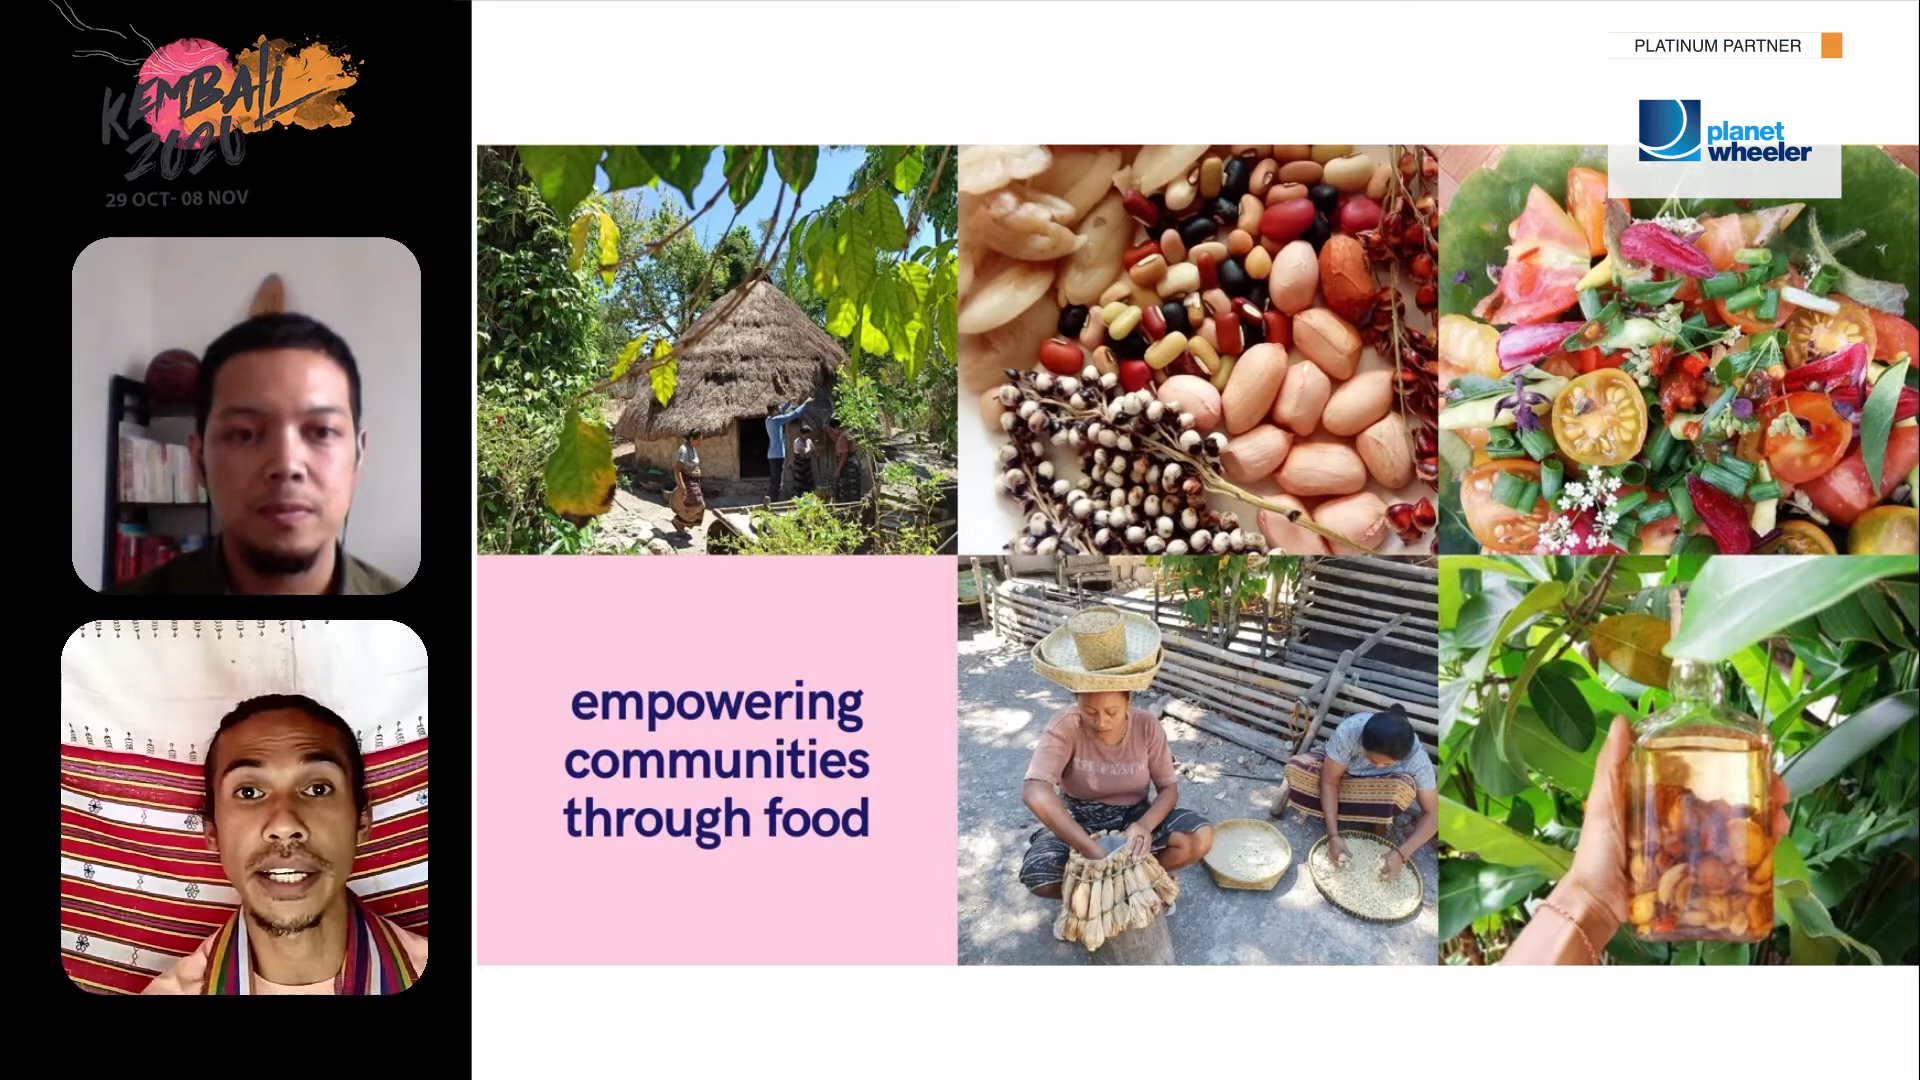 KEMBALI
2020
29 OCT- 08 NOV
PLATINUM PARTNER
planet
wheeler
empowering
communities
through food